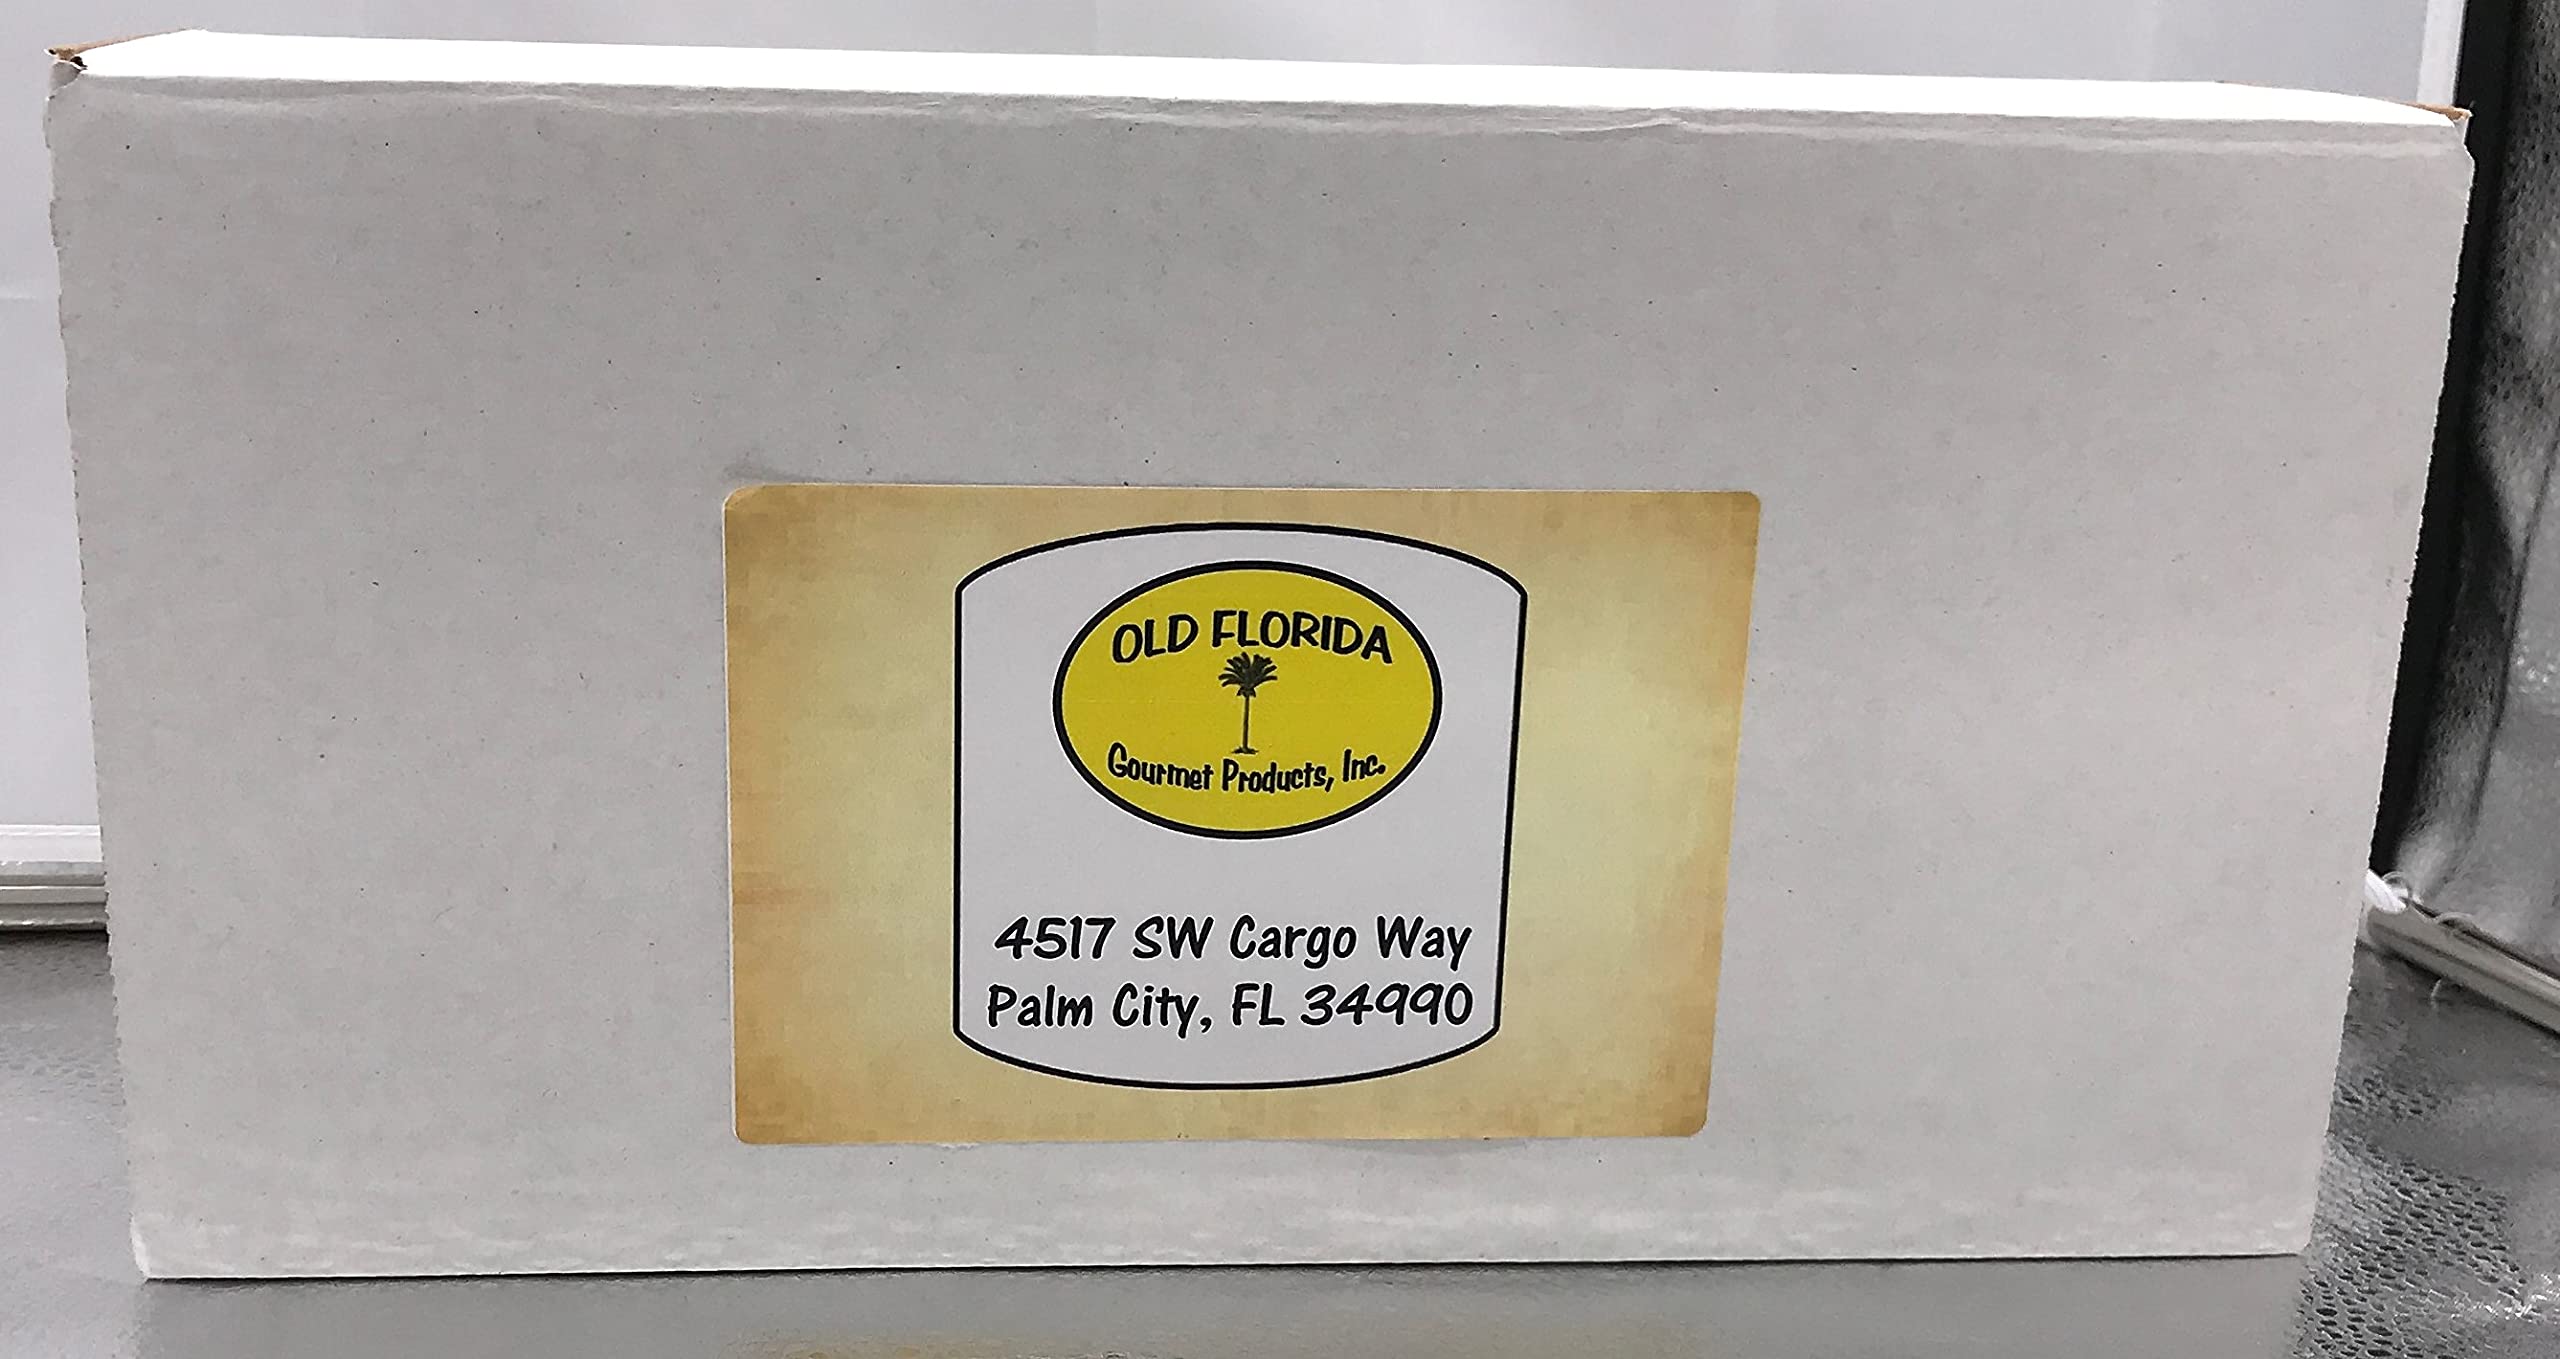 OLD FLORIDA
Gourmet Products, Inc.
4517 SW Cargo Way
Palm City, FL 34990